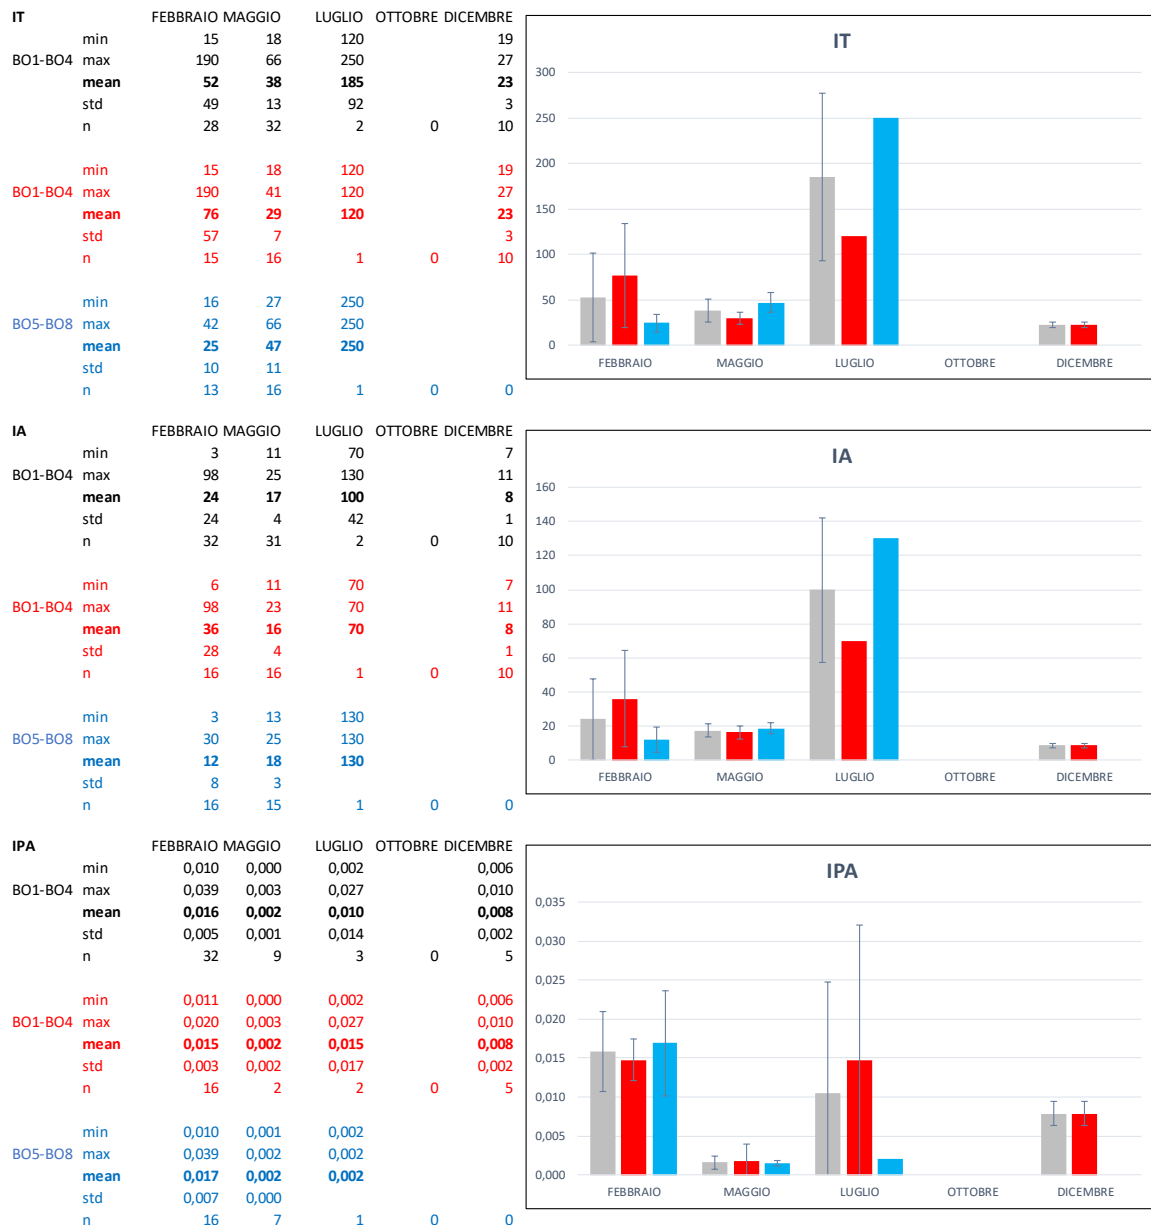 IT FEBBRAIO MAGGIO LUGLIO OTTOBRE DICEMBRE
min 15 18 120 19
BO1-BO4 max 190 66 250 27
mean 52 38 185 23
std 49 13 92 3
n 28 32 2 0 10
min 15 18 120 19
BO1-BO4 max 190 41 120 27
mean 76 29 120 23
std 57 7 3
n 15 16 1 0 10
min 16 27 250
BO5-BO8 max 42 66 250
mean 25 47 250
std 10 11
n 13 16 1 0 0
IT
300
250
200
150
100
50
0
FEBBRAIO MAGGIO LUGLIO OTTOBRE DICEMBRE
IA FEBBRAIO MAGGIO LUGLIO OTTOBRE DICEMBRE
min 3 11 70 7
BO1-BO4 max 98 25 130 11
mean 24 17 100 8
std 24 4 42 1
n 32 31 2 0 10
min 6 11 70 7
BO1-BO4 max 98 23 70 11
mean 36 16 70 8
std 28 4 1
n 16 16 1 0 10
min 3 13 130
BO5-BO8 max 30 25 130
mean 12 18 130
std 8 3
n 16 15 1 0 0
IA
160
140
120
100
80
60
40
20
0
FEBBRAIO MAGGIO LUGLIO OTTOBRE DICEMBRE
IPA FEBBRAIO MAGGIO LUGLIO OTTOBRE DICEMBRE
min 0,010 0,000 0,002 0,006
BO1-BO4 max 0,039 0,003 0,027 0,010
mean 0,016 0,002 0,010 0,008
std 0,005 0,001 0,014 0,002
n 32 9 3 0 5
min 0,011 0,000 0,002 0,006
BO1-BO4 max 0,020 0,003 0,027 0,010
mean 0,015 0,002 0,015 0,008
std 0,003 0,002 0,017 0,002
n 16 2 2 0 5
min 0,010 0,001 0,002
BO5-BO8 max 0,039 0,002 0,002
mean 0,017 0,002 0,002
std 0,007 0,000
n 16 7 1 0 0
IPA
0,035
0,030
0,025
0,020
0,015
0,010
0,005
0,000
FEBBRAIO MAGGIO LUGLIO OTTOBRE DICEMBRE